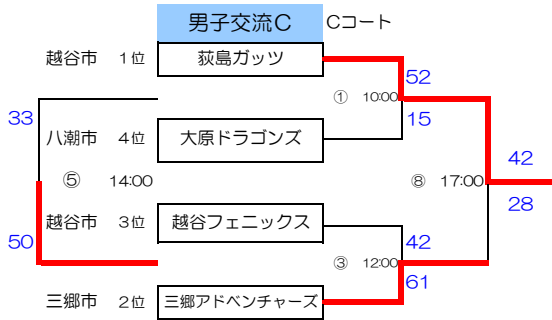 男子交流C Cコート
越谷市 1位 荻島ガッツ
52
① 10:00
33 15
八潮市 4位 大原ドラゴンズ
42
⑤ 14:00 ⑧ 17:00
28
越谷市 3位 越谷フェニックス
50 42
③ 12:00
61
三郷市 2位 三郷アドベンチャーズ